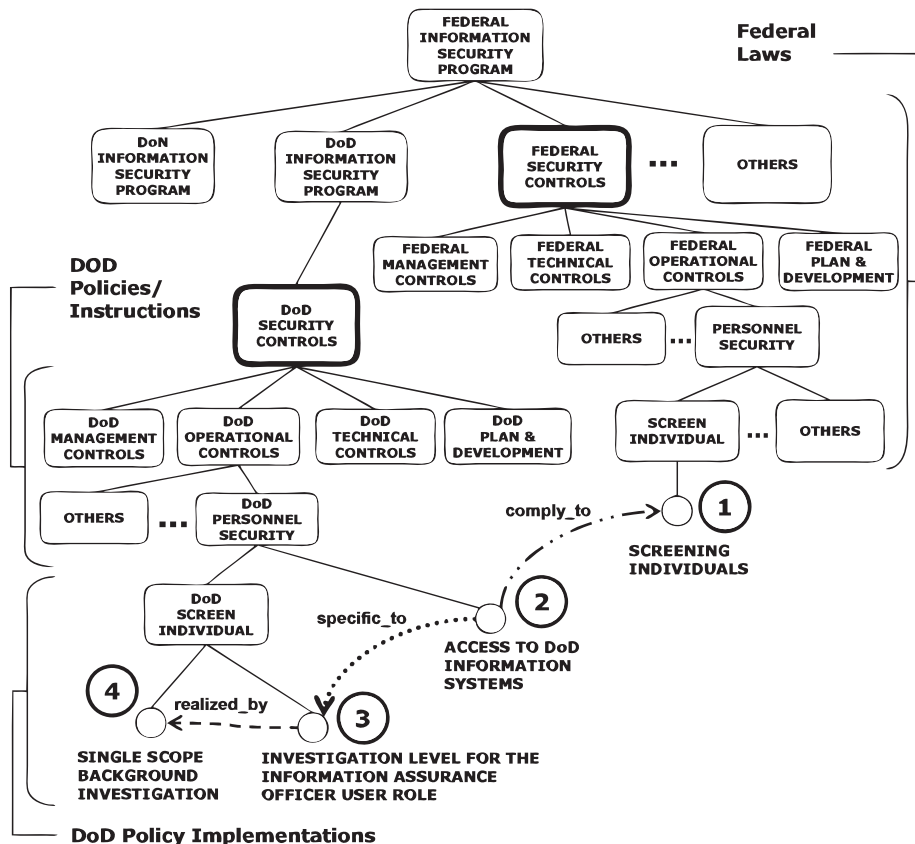 FEDERAL
INFORMATION
SECURITY
PROGRAM
Federal
Laws
DoN
INFORMATION
SECURITY
PROGRAM
DoD
INFORMATION
SECURITY
PROGRAM
FEDERAL
SECURITY
CONTROLS
...
OTHERS
FEDERAL
MANAGEMENT
CONTROLS
FEDERAL
TECHNICAL
CONTROLS
FEDERAL
OPERATIONAL
CONTROLS
FEDERAL
PLAN &
DEVELOPMENT
DOD
Policies/
Instructions
DoD
SECURITY
CONTROLS
OTHERS
...
PERSONNEL
SECURITY
DoD
MANAGEMENT
CONTROLS
DoD
OPERATIONAL
CONTROLS
DoD
TECHNICAL
CONTROLS
DoD
PLAN &
DEVELOPMENT
SCREEN
INDIVIDUAL
...
OTHERS
OTHERS
...
DoD
PERSONNEL
SECURITY
comply_to
1
SCREENING
INDIVIDUALS
DoD
SCREEN
INDIVIDUAL
specific_to
2
ACCESS TO DoD
INFORMATION
SYSTEMS
4
realized_by
3
SINGLE SCOPE
BACKGROUND
INVESTIGATION
INVESTIGATION LEVEL FOR THE
INFORMATION ASSURANCE
OFFICER USER ROLE
DoD Policy Implementations